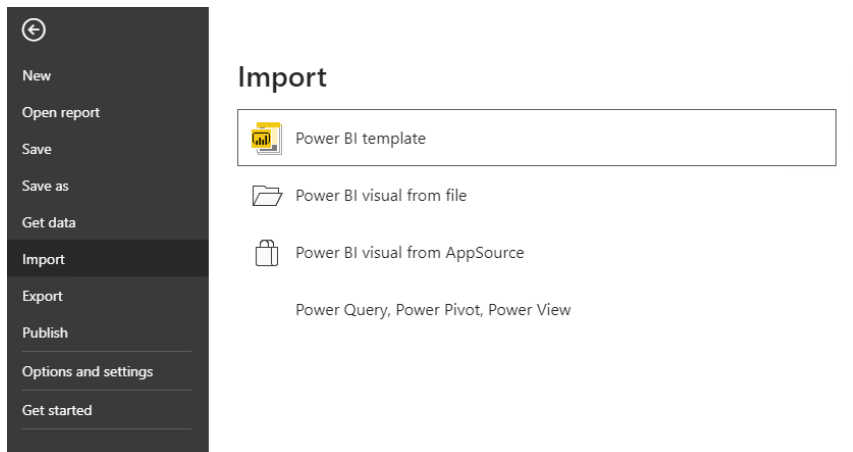 New
Open report
Save
Save as
Get data
Import
Export
Publish
Options and settings
Get started
Import
Power BI template
Power BI visual from file
Power BI visual from AppSource
Power Query, Power Pivot, Power View